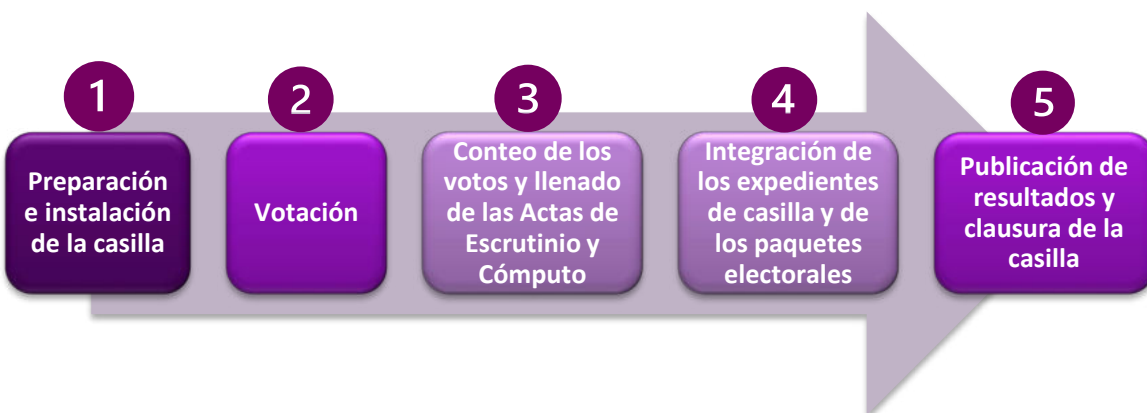 1
Preparación
e instalación
de la casilla
2
Votación
3
Conteo de los
votos y llenado
de las Actas de
Escrutinio y
Cómputo
4
Integración de
los expedientes
de casilla y de
los paquetes
electorales
5
Publicación de
resultados y
clausura de la
casilla